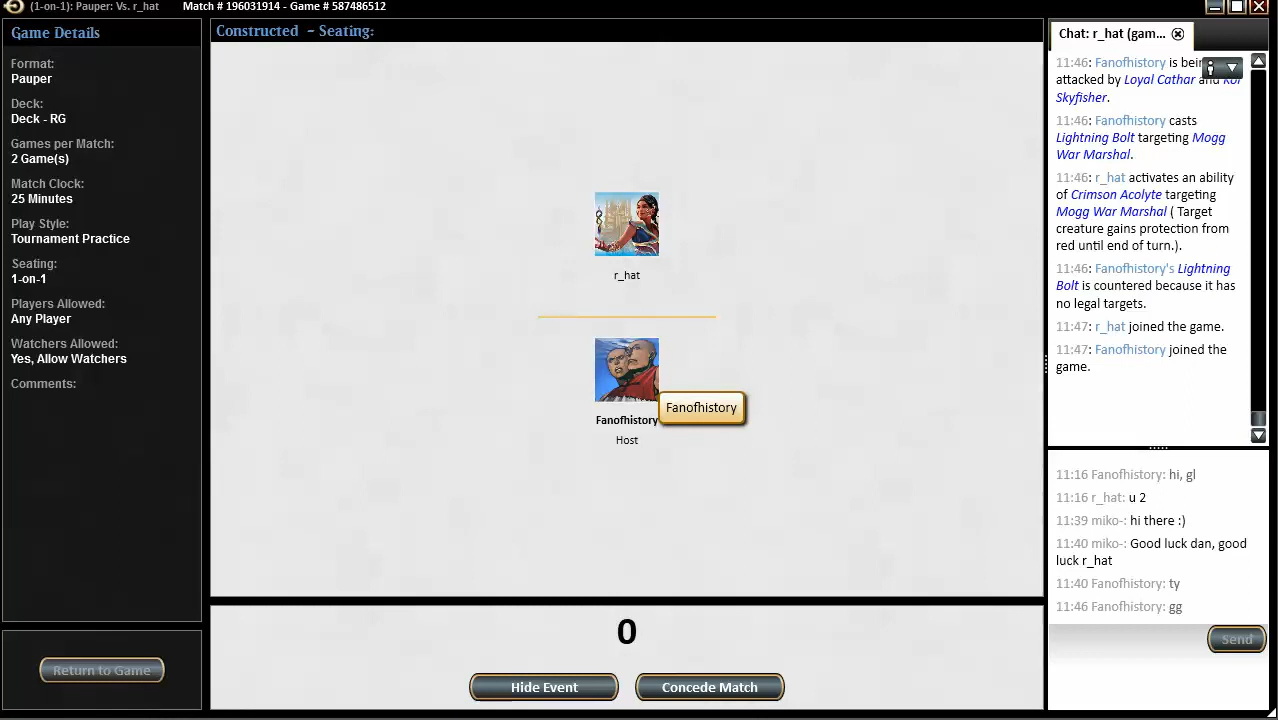 (1-on-1): Pauper: Vs. r_hat
Match # 196031914 - Game # 587486512
Game Details
Format:
Pauper
Deck:
Deck - RG
Games per Match:
2 Game(s)
Match Clock:
25 Minutes
Play Style:
Tournament Practice
Seating:
1-on-1
Players Allowed:
Any Player
Watchers Allowed:
Yes, Allow Watchers
Comments:
Return to Game
Constructed - Seating:
r_hat
Fanofhistory
Fanofhistory
Host
0
Hide Event
Concede Match
Chat: r_hat (gam...
11:46: Fanofhistory is being
attacked by Loyal Cathar and Kor
Skyfisher.
11:46: Fanofhistory casts
Lightning Bolt targeting Mogg
War Marshal.
11:46: r_hat activates an ability
of Crimson Acolyte targeting
Mogg War Marshal ( Target
creature gains protection from
red until end of turn.).
11:46: Fanofhistory's Lightning
Bolt is countered because it has
no legal targets.
11:47: r_hat joined the game.
11:47: Fanofhistory joined the
game.
11:16 Fanofhistory: hi, gl
11:16 r_hat: u 2
11:39 miko-: hi there :)
11:40 miko-: Good luck dan, good
luck r_hat
11:40 Fanofhistory: ty
11:46 Fanofhistory: gg
Send